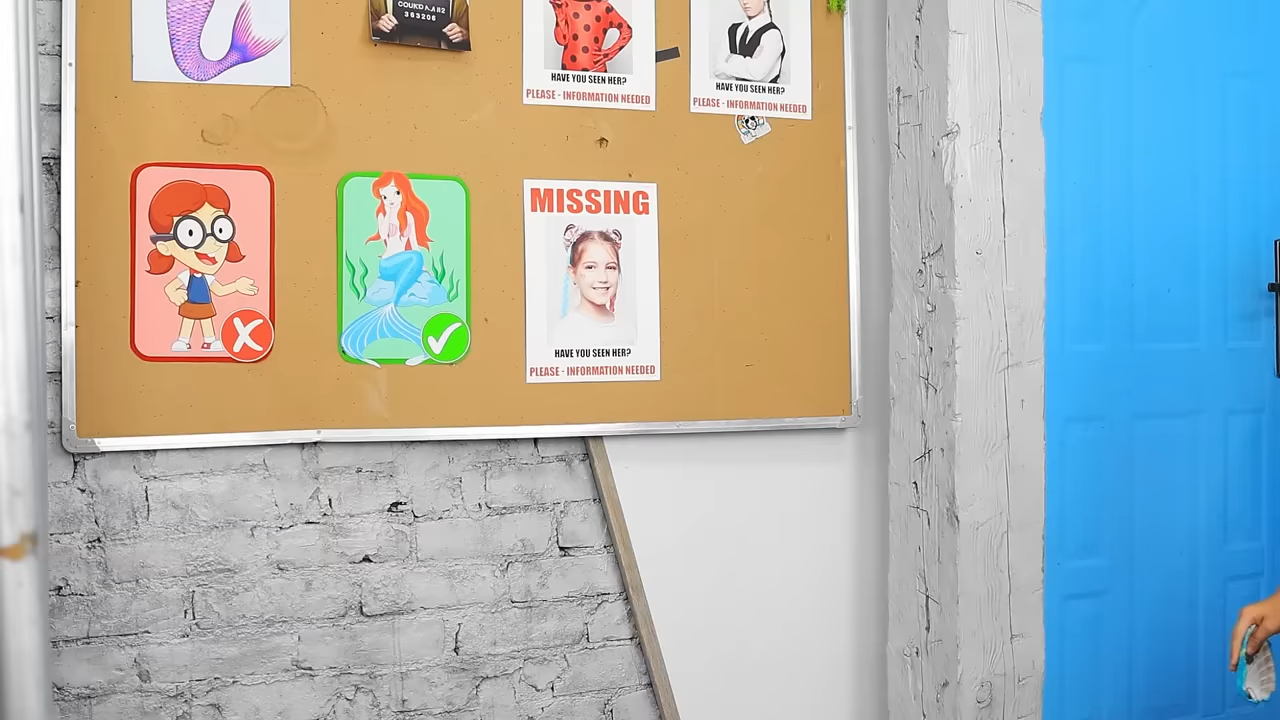 363206
HAVE YOU SEEN HER?
PLEASE - INFORMATION NEEDED
HAVE YOU SEEN HER?
PLEASE - INFORMATION NEEDED
MISSING
HAVE YOU SEEN HER?
PLEASE - INFORMATION NEEDED